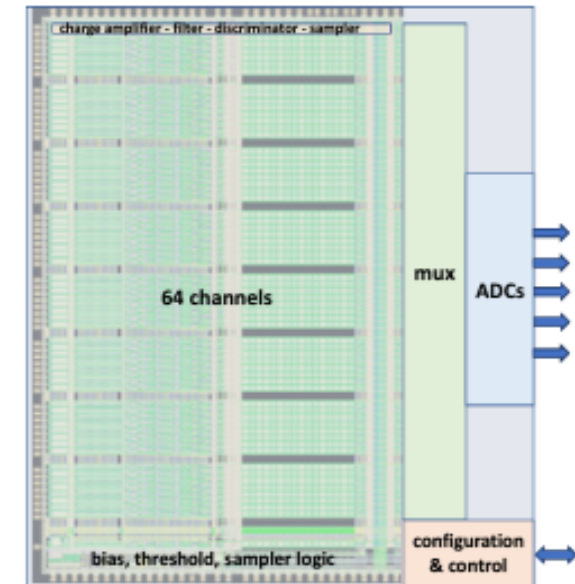 charge amplifier - filter - discriminator - sampler
64 channels
mux
ADCs
bias, threshold, sampler logic
configuration
& control